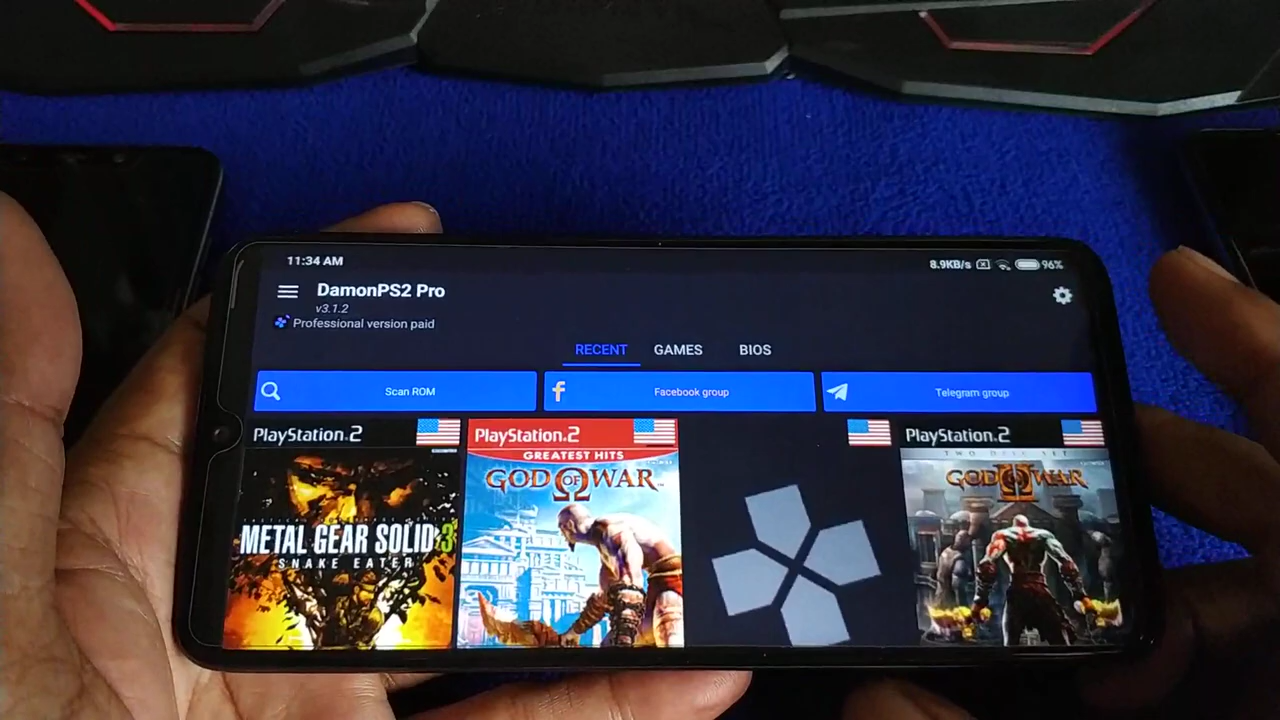 11:34 AM
8.9KB/s 96%
DamonPS2 Pro
v3.1.2
Professional version paid
RECENT GAMES BIOS
Scan ROM
Facebook group
Telegram group
PlayStation.2
METAL GEAR SOLID 3
SNAKE EATER
PlayStation.2
GREATEST HITS
GOD OF WAR
PlayStation.2
TWO DISC SET
GOD OF WAR
II